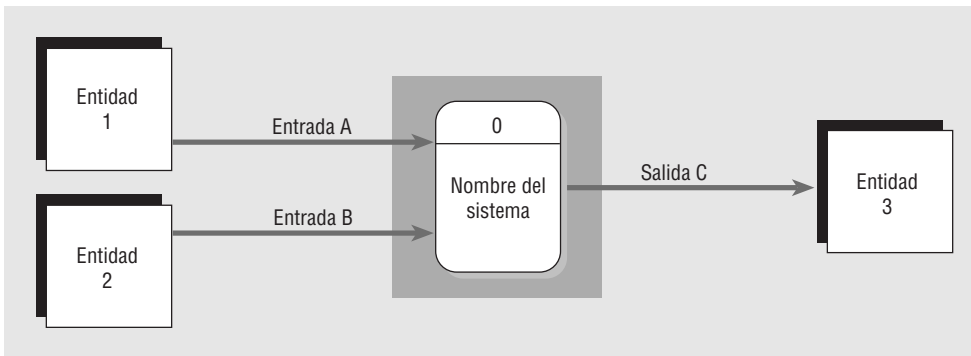 Entidad
1
Entrada A
0
Nombre del
sistema
Salida C
Entidad
3
Entidad
2
Entrada B